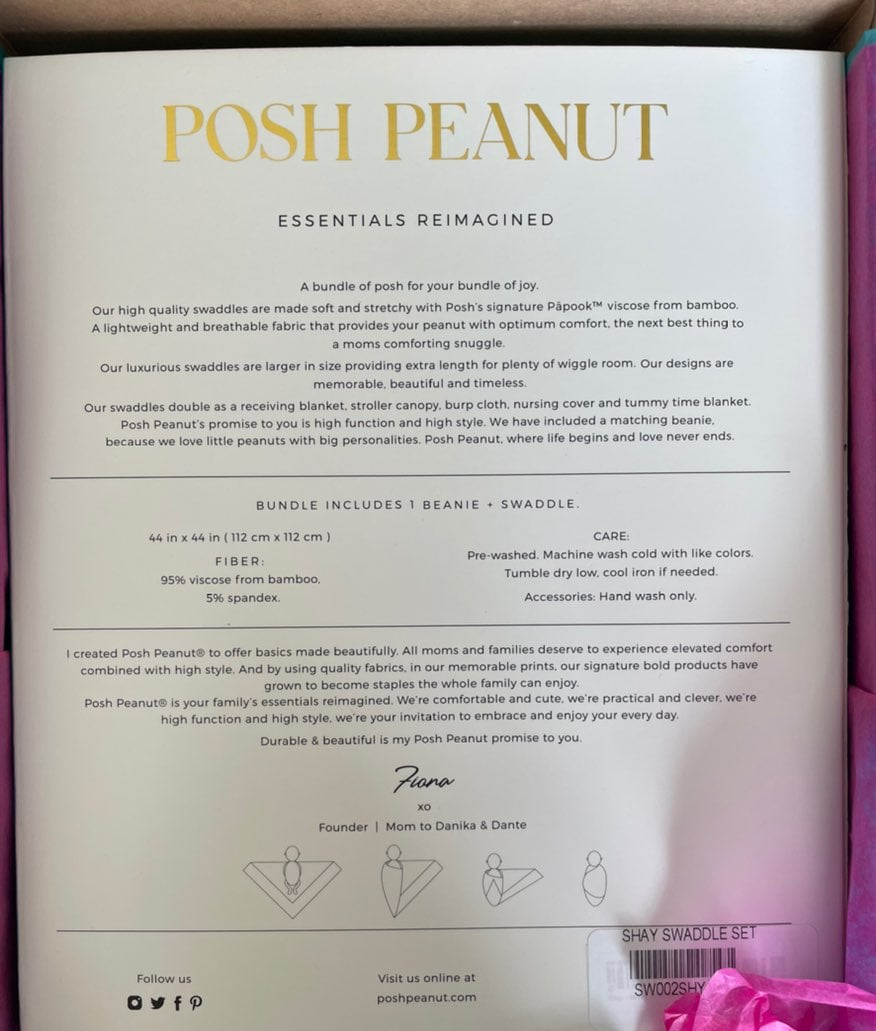 POSH PEANUT
ESSENTIALS REIMAGINED
A bundle of posh for your bundle of joy.
Our high quality swaddles are made soft and stretchy with Posh's signature Pāpook™ viscose from bamboo.
A lightweight and breathable fabric that provides your peanut with optimum comfort, the next best thing to
a moms comforting snuggle.
Our luxurious swaddles are larger in size providing extra length for plenty of wiggle room. Our designs are
memorable, beautiful and timeless.
Our swaddles double as a receiving blanket, stroller canopy, burp cloth, nursing cover and tummy time blanket.
Posh Peanut's promise to you is high function and high style. We have included a matching beanie,
because we love little peanuts with big personalities. Posh Peanut, where life begins and love never ends.
BUNDLE INCLUDES 1 BEANIE + SWADDLE.
44 in x 44 in ( 112 cm x 112 cm )
FIBER:
95% viscose from bamboo,
5% spandex.
CARE:
Pre-washed. Machine wash cold with like colors.
Tumble dry low, cool iron if needed.
Accessories: Hand wash only.
I created Posh Peanut® to offer basics made beautifully. All moms and families deserve to experience elevated comfort
combined with high style. And by using quality fabrics, in our memorable prints, our signature bold products have
grown to become staples the whole family can enjoy.
Posh Peanut® is your family's essentials reimagined. We're comfortable and cute, we're practical and clever, we're
high function and high style, we're your invitation to embrace and enjoy your every day.
Durable & beautiful is my Posh Peanut promise to you.
Fiona
xo
Founder | Mom to Danika & Dante
SHAY SWADDLE SET
SW002SHY
Follow us
Visit us online at
poshpeanut.com